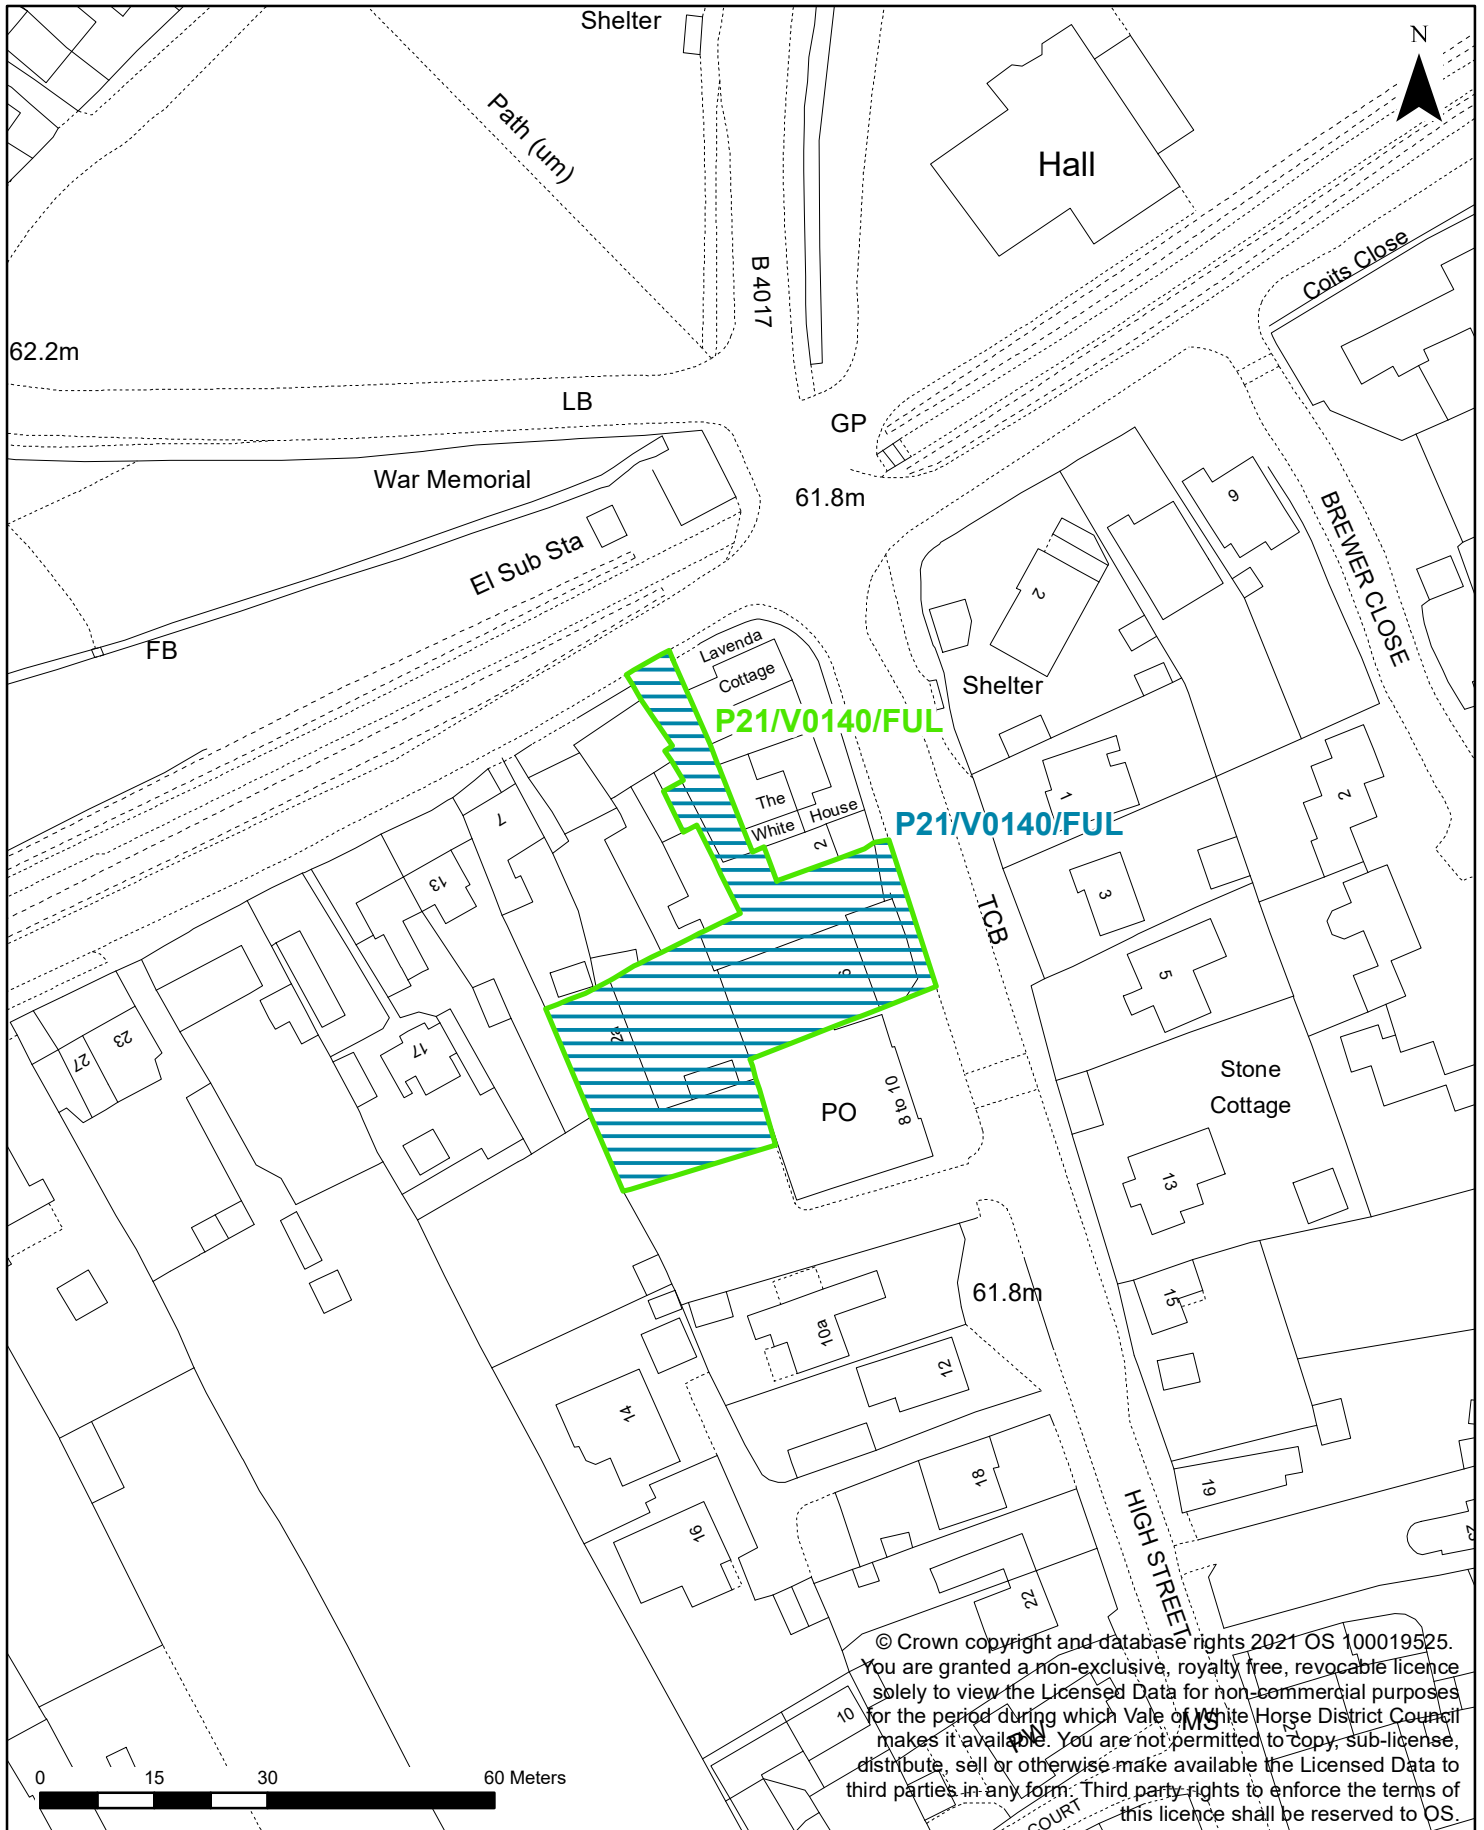 Shelter
N
Path (um)
Hall
B 4017
Coits Close
62.2m
LB
GP
War Memorial
61.8m
9
BREWER CLOSE
El Sub Sta
2
FB
Lavenda
Cottage
Shelter
P21/V0140/FUL
The
White
House
2
1
2
P21/V0140/FUL
7
13
3
TCB
6
5
2a
23
27
17
8 to 10
PO
Stone
Cottage
13
61.8m
15
10a
12
14
18
19
16
HIGH STREET
22
© Crown copyright and database rights 2021 OS 100019525.
You are granted a non-exclusive, royalty free, revocable licence
solely to view the Licensed Data for non-commercial purposes
for the period during which Vale of White Horse District Council
makes it available. You are not permitted to copy, sub-license,
distribute, sell or otherwise make available the Licensed Data to
third parties in any form. Third party rights to enforce the terms of
this licence shall be reserved to OS.
10
PW
MS
COURT
0 15 30 60 Meters